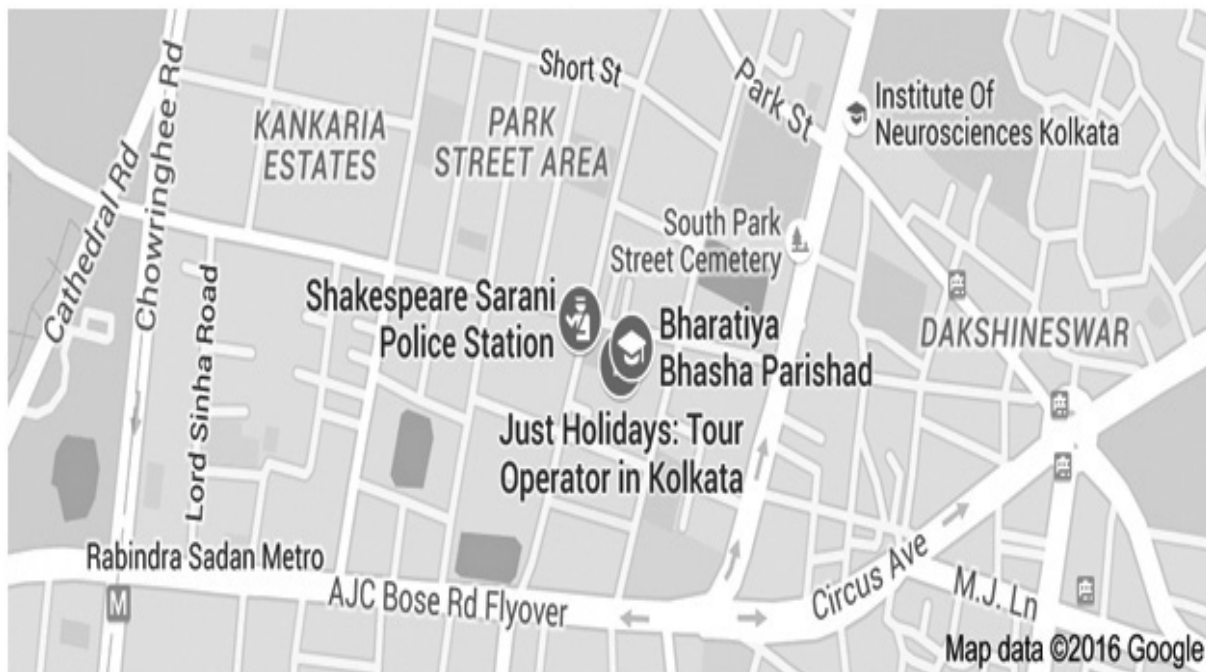 Short St
Park St
Institute Of
Neurosciences Kolkata
KANKARIA
ESTATES
PARK
STREET AREA
Cathedral Rd
Chowringhee Rd
South Park
Street Cemetery
Lord Sinha Road
Shakespeare Sarani
Police Station
Bharatiya
Bhasha Parishad
DAKSHINESWAR
Just Holidays: Tour
Operator in Kolkata
Rabindra Sadan Metro
M
AJC Bose Rd Flyover
Circus Ave
M.J. Ln
Map data ©2016 Google